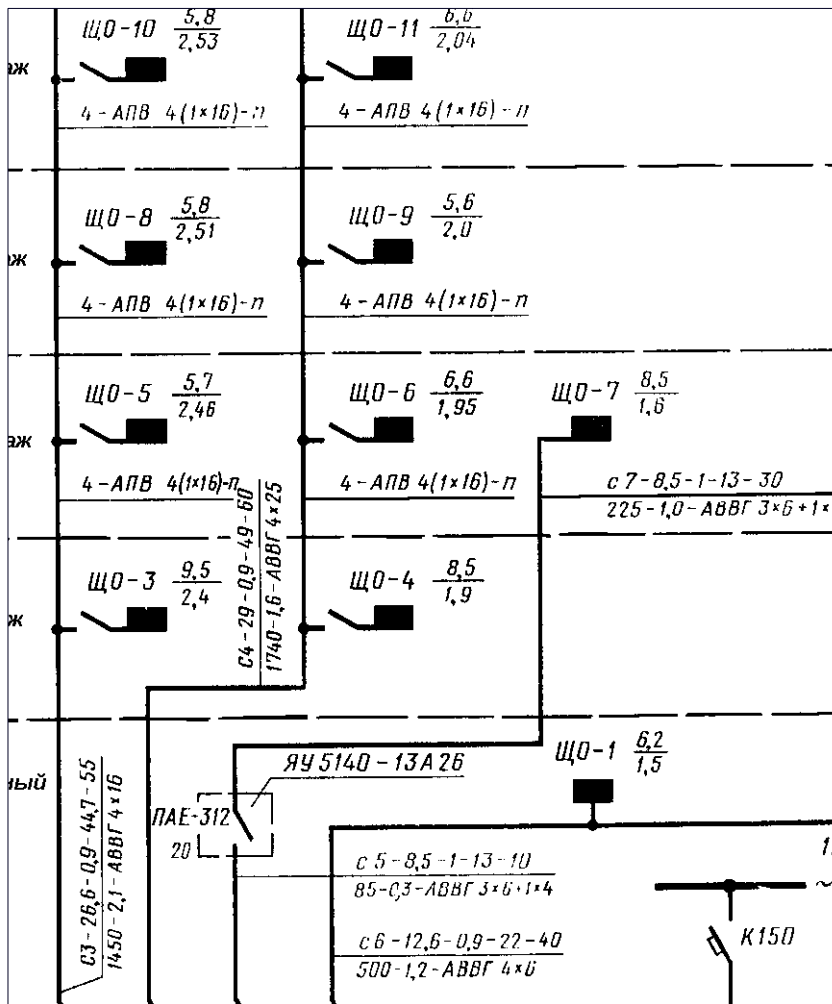 ЩО-10 5,8
2,53
ЩО-11 6,6
2,04
аж
4-АПВ 4(1×16)-п
4-АПВ 4(1×16)-п
ЩО-8 5,8
2,51
ЩО-9 5,6
2,0
аж
4-АПВ 4(1×16)-п
4-АПВ 4(1×16)-п
ЩО-5 5,7
2,46
ЩО-6 6,6
1,95
ЩО-7 8,5
1,6
аж
4-АПВ 4(1×16)-п
4-АПВ 4(1×16)-п
с 7-8,5-1-13-30
225-1,0-АВВГ 3×6+1×
ЩО-3 9,5
2,4
С4-29-0,9-49-60
1740-1,6-АВВГ 4×25
ЩО-4 8,5
1,9
ж
ЯУ 5140-13А26
ЩО-1 6,2
1,5
ный
С3-26,6-0,9-44,7-55
1450-2,1-АВВГ 4×16
ПАЕ-312
20
с 5-8,5-1-13-10
85-0,3-АВВГ 3×6+1×4
1
~
с 6-12,6-0,9-22-40
500-1,2-АВВГ 4×6
К150